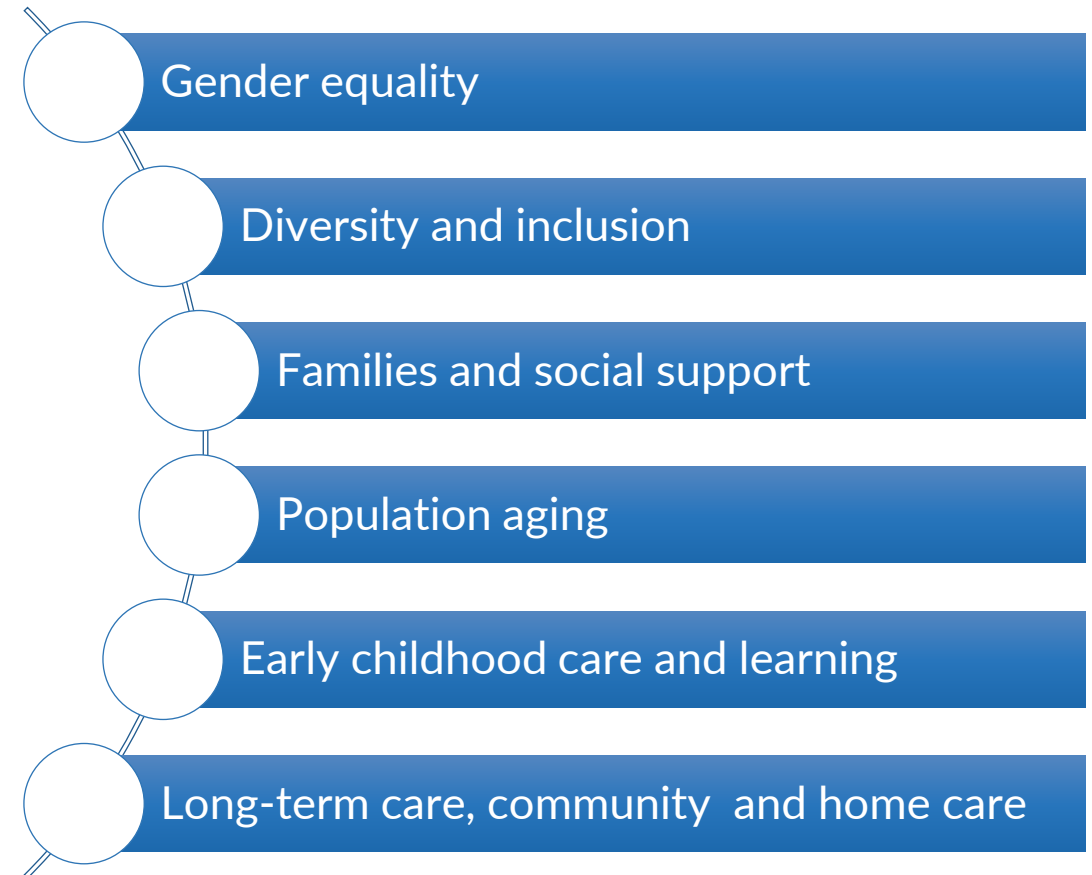 Gender equality
Diversity and inclusion
Families and social support
Population aging
Early childhood care and learning
Long-term care, community  and home care